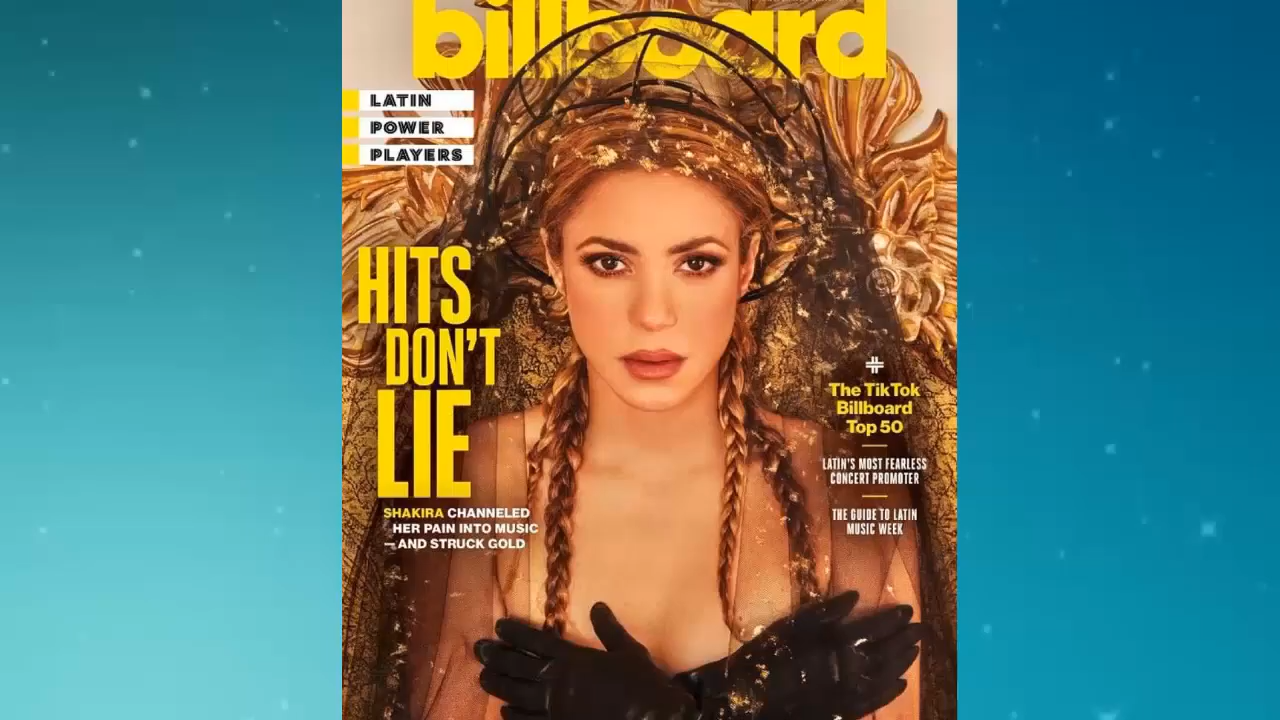 billboard
LATIN
POWER
PLAYERS
HITS
DON'T
LIE
SHAKIRA CHANNELED
HER PAIN INTO MUSIC
—AND STRUCK GOLD
The TikTok
Billboard
Top 50
LATIN'S MOST FEARLESS
CONCERT PROMOTER
THE GUIDE TO LATIN
MUSIC WEEK